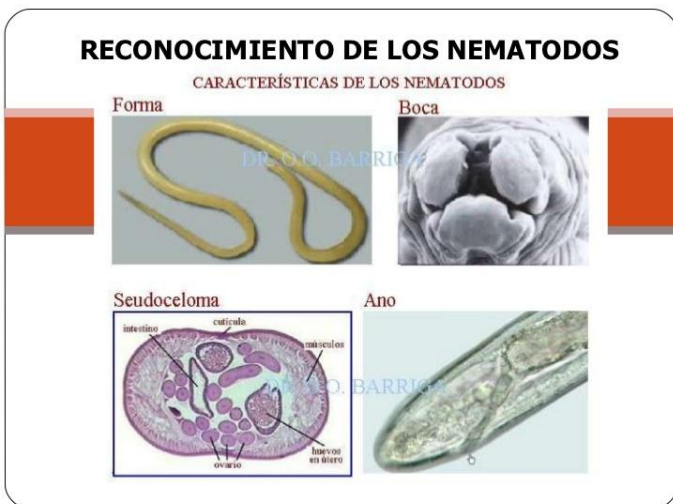 RECONOCIMIENTO DE LOS NEMATODOS
CARACTERÍSTICAS DE LOS NEMATODOS
Forma
Boca
DR. O.O. BARRIGA
Seudoceloma
Ano
cutícula
intestino
músculos
DR. O.O. BARRIGA
huevos
en útero
ovario